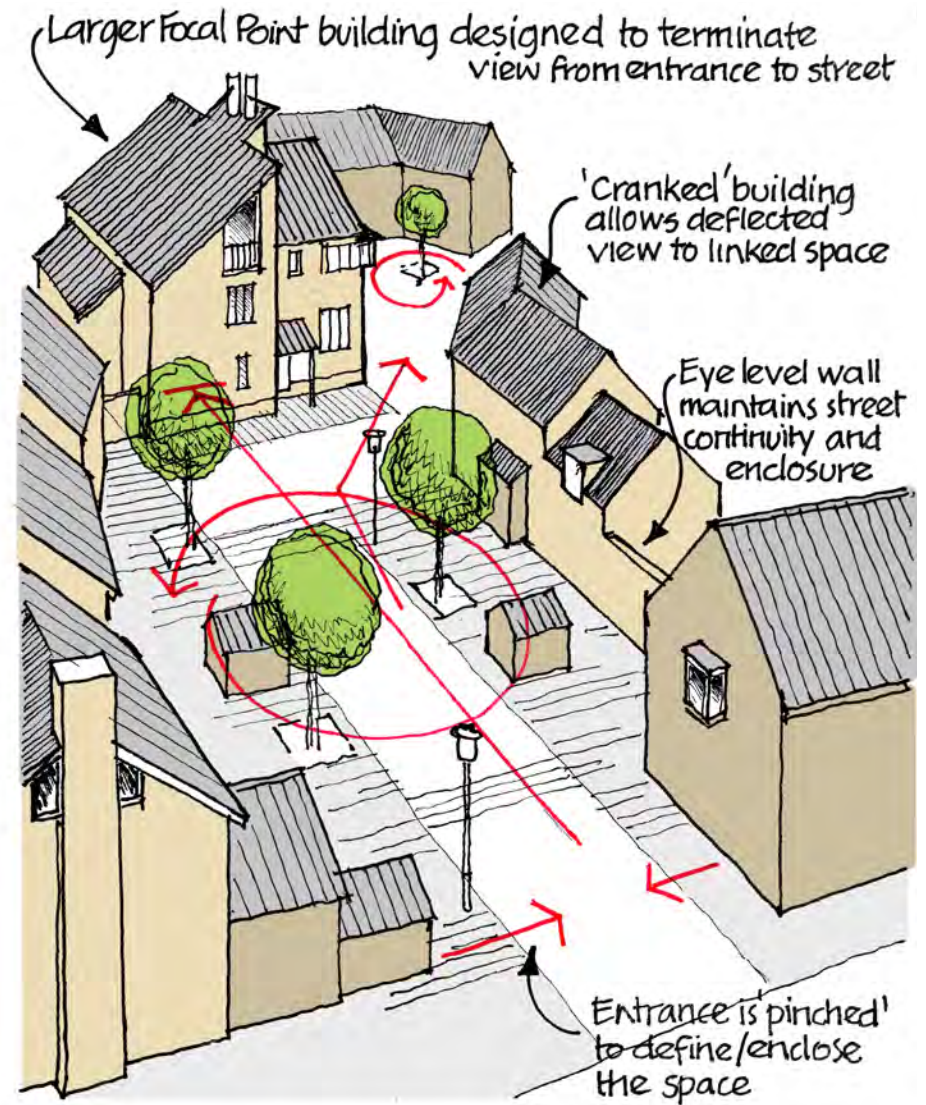 Larger Focal Point building designed to terminate
view from entrance to street
'Cranked' building
allows deflected
view to linked space
Eye level wall
maintains street
continuity and
enclosure
Entrance is 'pinched'
to define/enclose
the space